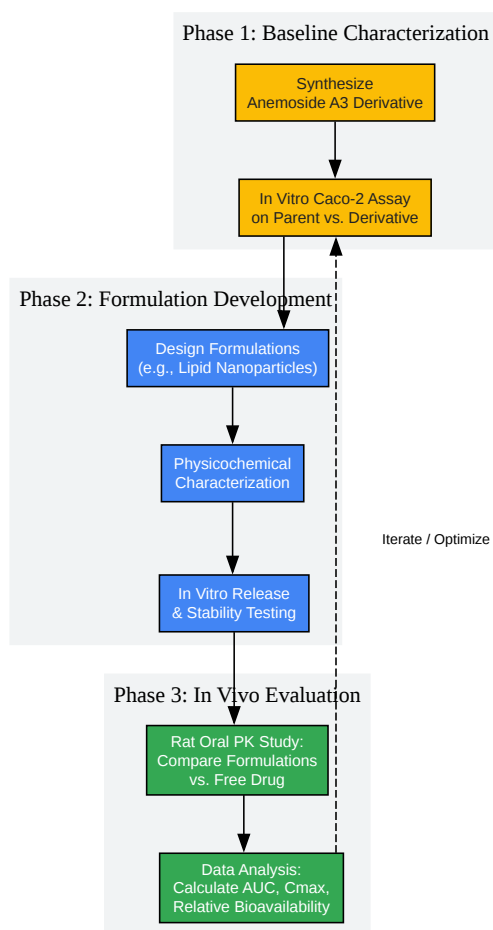 Phase 1: Baseline Characterization
Synthesize
Anemoside A3 Derivative
In Vitro Caco-2 Assay
on Parent vs. Derivative
Phase 2: Formulation Development
Design Formulations
(e.g., Lipid Nanoparticles)
Physicochemical
Characterization
Iterate / Optimize
In Vitro Release
& Stability Testing
Phase 3: In Vivo Evaluation
Rat Oral PK Study:
Compare Formulations
vs. Free Drug
Data Analysis:
Calculate AUC, Cmax,
Relative Bioavailability